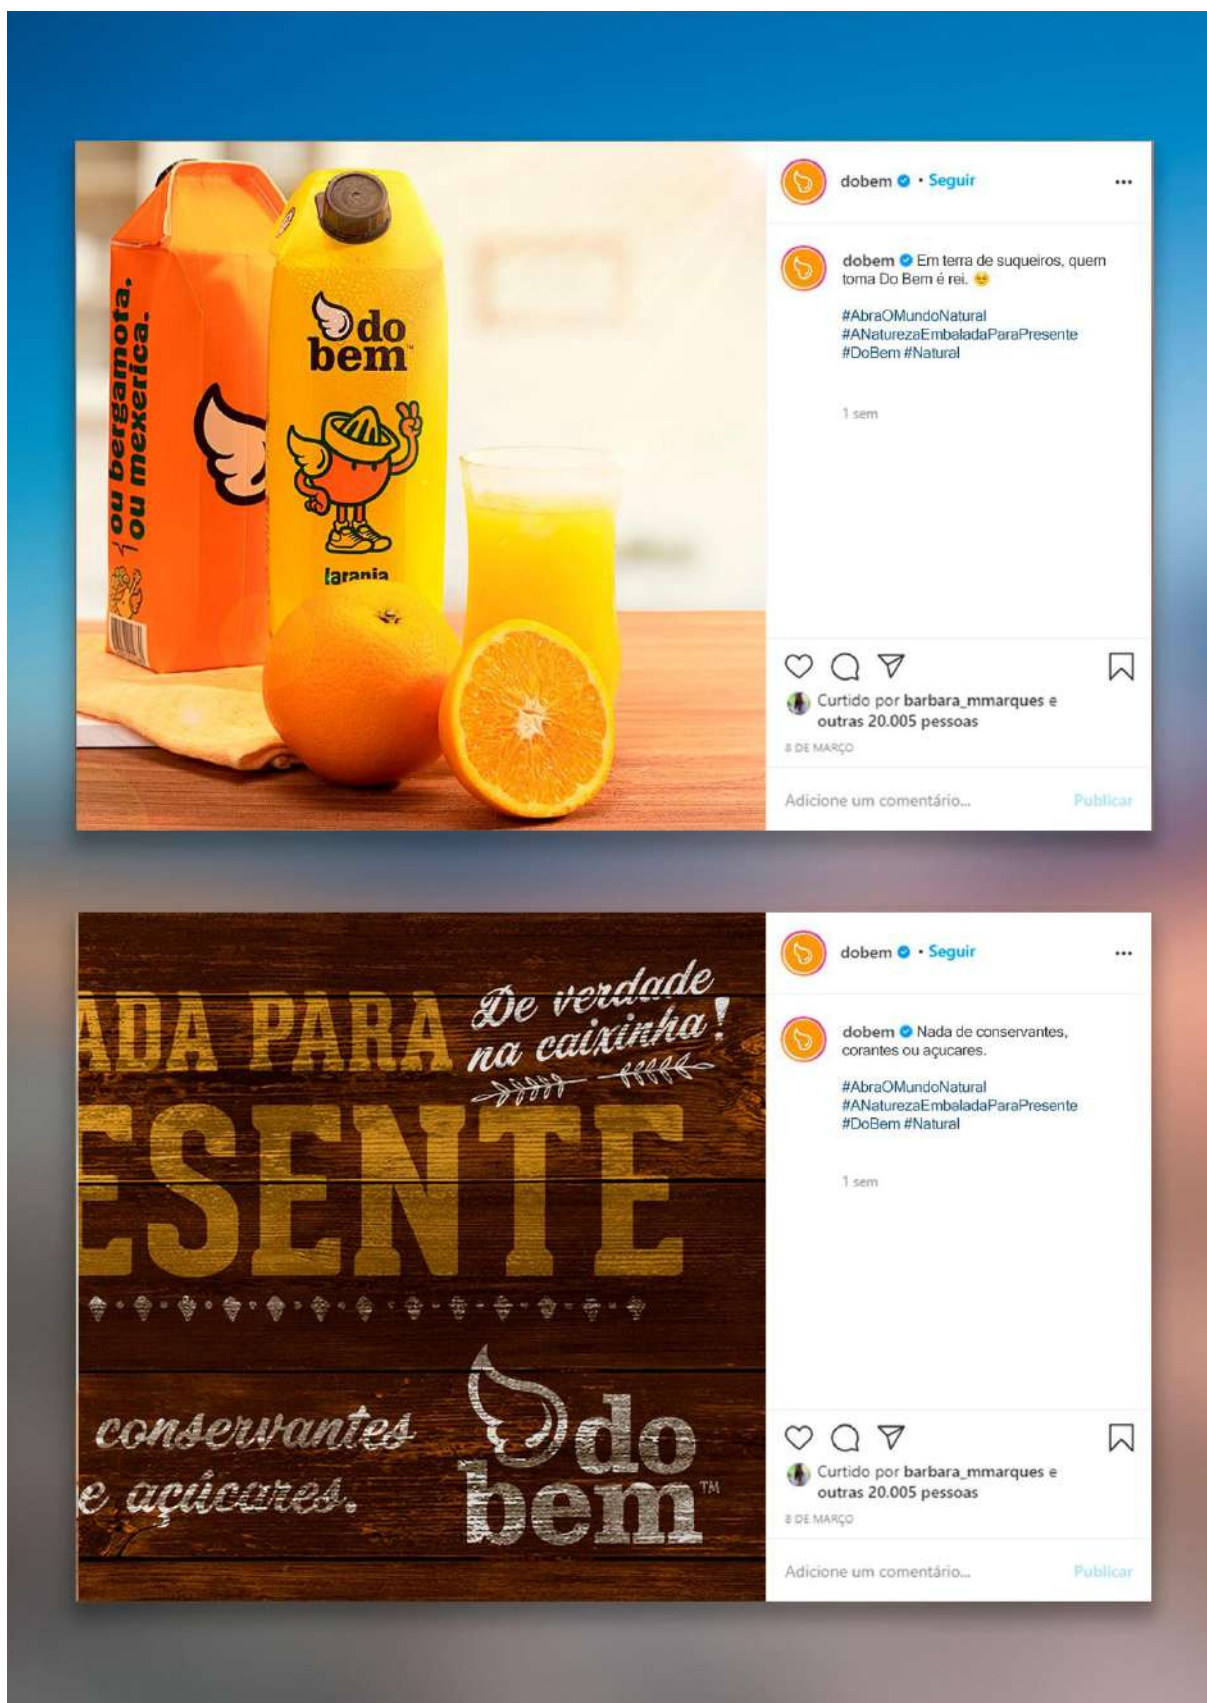 ou bergamota.
ou mexerica.
do
bem™
laranja
dobem • Seguir
dobem Em terra de suqueiros, quem
toma Do Bem é rei.
#AbraOMundoNatural
#ANaturezaEmbaladaParaPresente
#DoBem #Natural
1 sem
Curtido por barbara_mmarques e
outras 20.005 pessoas
8 DE MARÇO
Adicione um comentário... Publicar
ADA PARA
De verdade
na caixinha!
ESENTE
conservantes
e açúcares.
do
bem™
dobem • Seguir
dobem Nada de conservantes,
corantes ou açucares.
#AbraOMundoNatural
#ANaturezaEmbaladaParaPresente
#DoBem #Natural
1 sem
Curtido por barbara_mmarques e
outras 20.005 pessoas
8 DE MARÇO
Adicione um comentário... Publicar